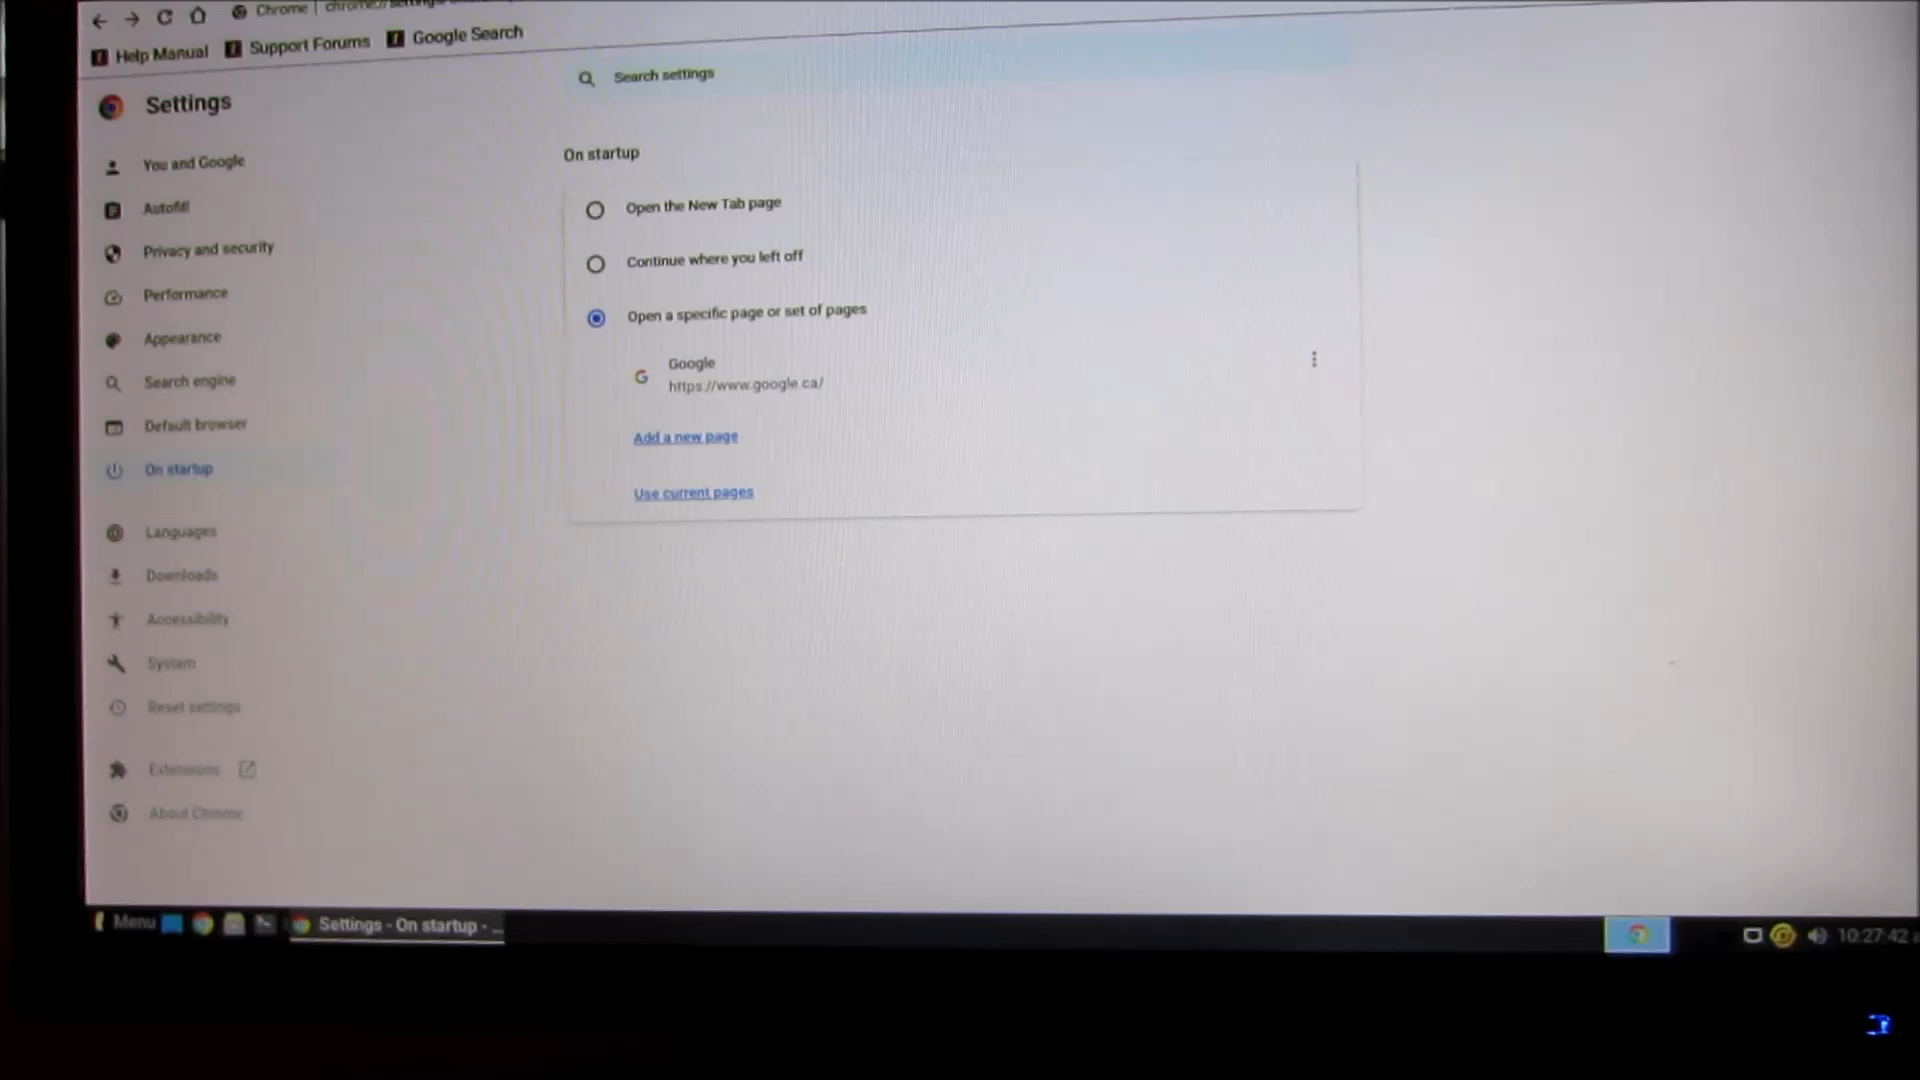 Chrome
Help Manual
Support Forums
Google Search
Settings
Search settings
You and Google
Autofill
Privacy and security
Performance
Appearance
Search engine
Default browser
On startup
Languages
Downloads
Accessibility
System
Reset settings
Extensions
About Chrome
On startup
Open the New Tab page
Continue where you left off
Open a specific page or set of pages
Google
https://www.google.ca/
Add a new page
Use current pages
Menu
Settings - On startup - ...
10:27:42